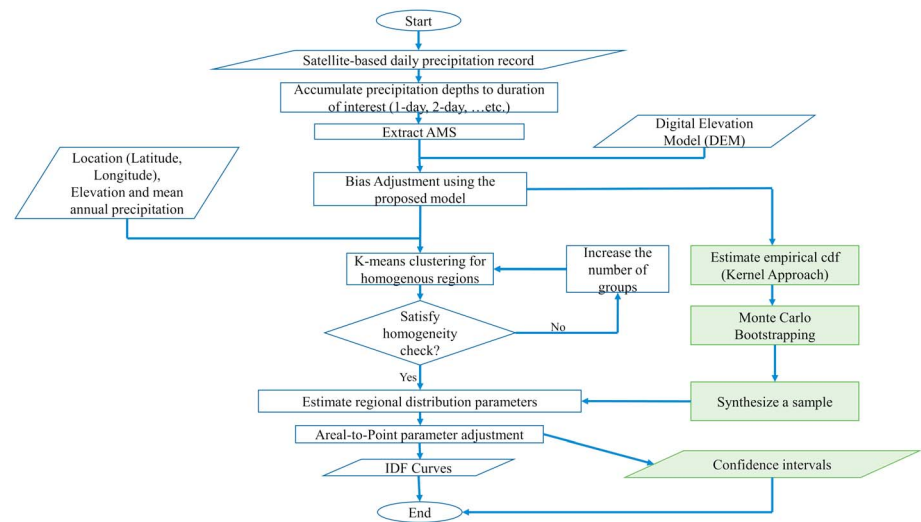 Start
Satellite-based daily precipitation record
Accumulate precipitation depths to duration
of interest (1-day, 2-day, …etc.)
Extract AMS
Digital Elevation
Model (DEM)
Location (Latitude,
Longitude),
Elevation and mean
annual precipitation
Bias Adjustment using the
proposed model
K-means clustering for
homogenous regions
Increase the
number of
groups
Estimate empirical cdf
(Kernel Approach)
Satisfy
homogeneity
check?
No
Yes
Monte Carlo
Bootstrapping
Estimate regional distribution parameters
Synthesize a sample
Areal-to-Point parameter adjustment
IDF Curves
Confidence intervals
End